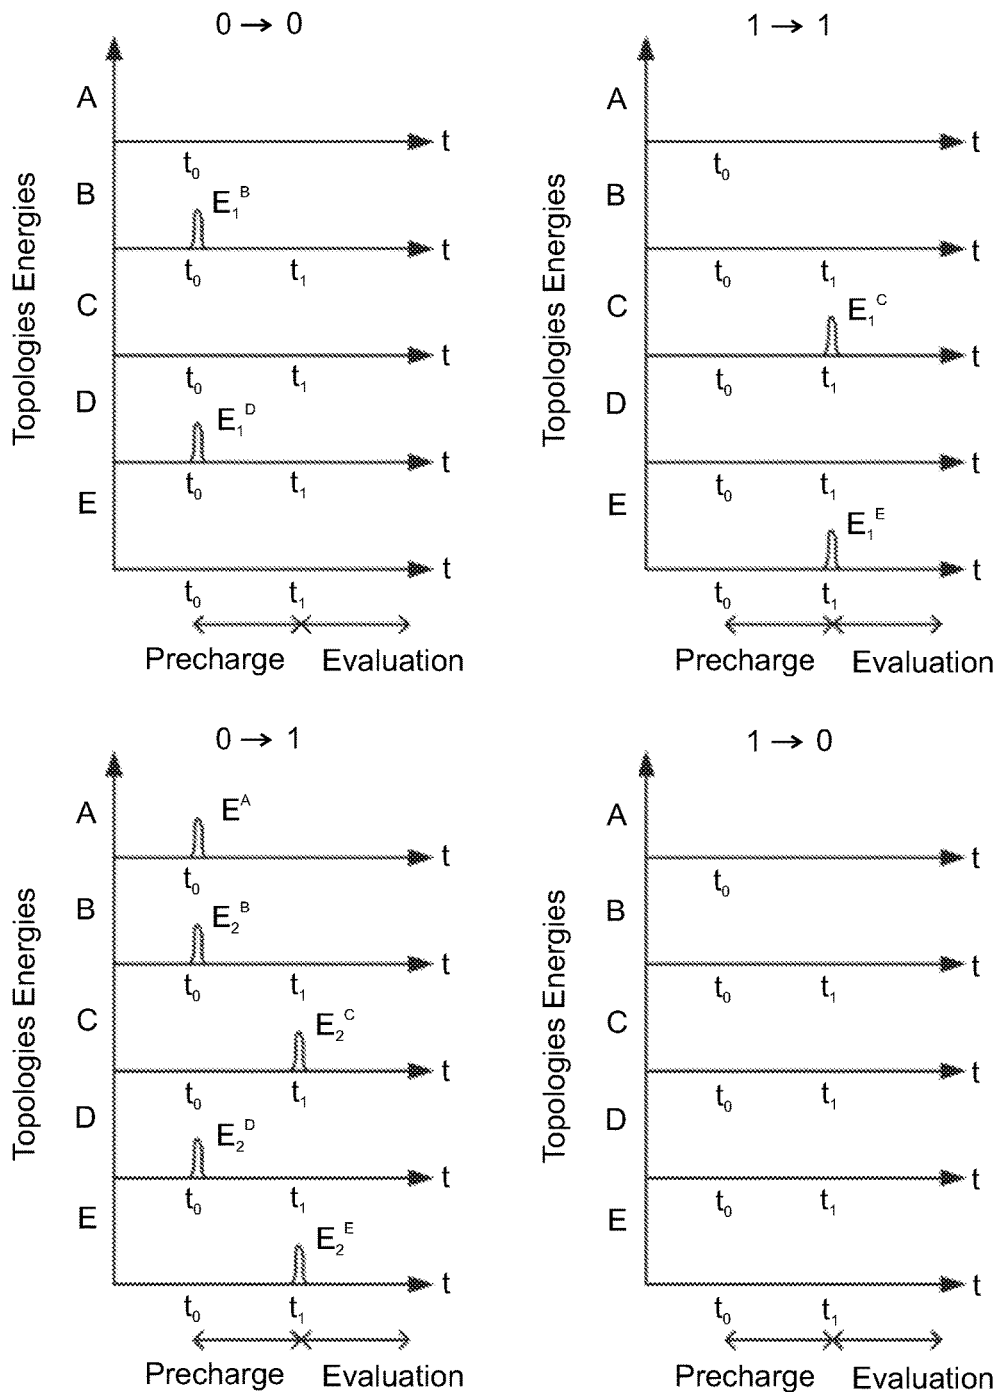 0 → 0
Topologies Energies
A
t
t₀
B
E₁ᴮ
t
t₀ t₁
C
t
t₀ t₁
D
E₁ᴰ
t
t₀ t₁
E
t
t₀ t₁
Precharge Evaluation
1 → 1
Topologies Energies
A
t
t₀
B
t
t₀ t₁
C
E₁ᶜ
t
t₀ t₁
D
t
t₀ t₁
E
E₁ᴱ
t
t₀ t₁
Precharge Evaluation
0 → 1
Topologies Energies
A
Eᴬ
t
t₀
B
E₂ᴮ
t
t₀ t₁
C
E₂ᶜ
t
t₀ t₁
D
E₂ᴰ
t
t₀ t₁
E
E₂ᴱ
t
t₀ t₁
Precharge Evaluation
1 → 0
Topologies Energies
A
t
t₀
B
t
t₀ t₁
C
t
t₀ t₁
D
t
t₀ t₁
E
t
t₀ t₁
Precharge Evaluation